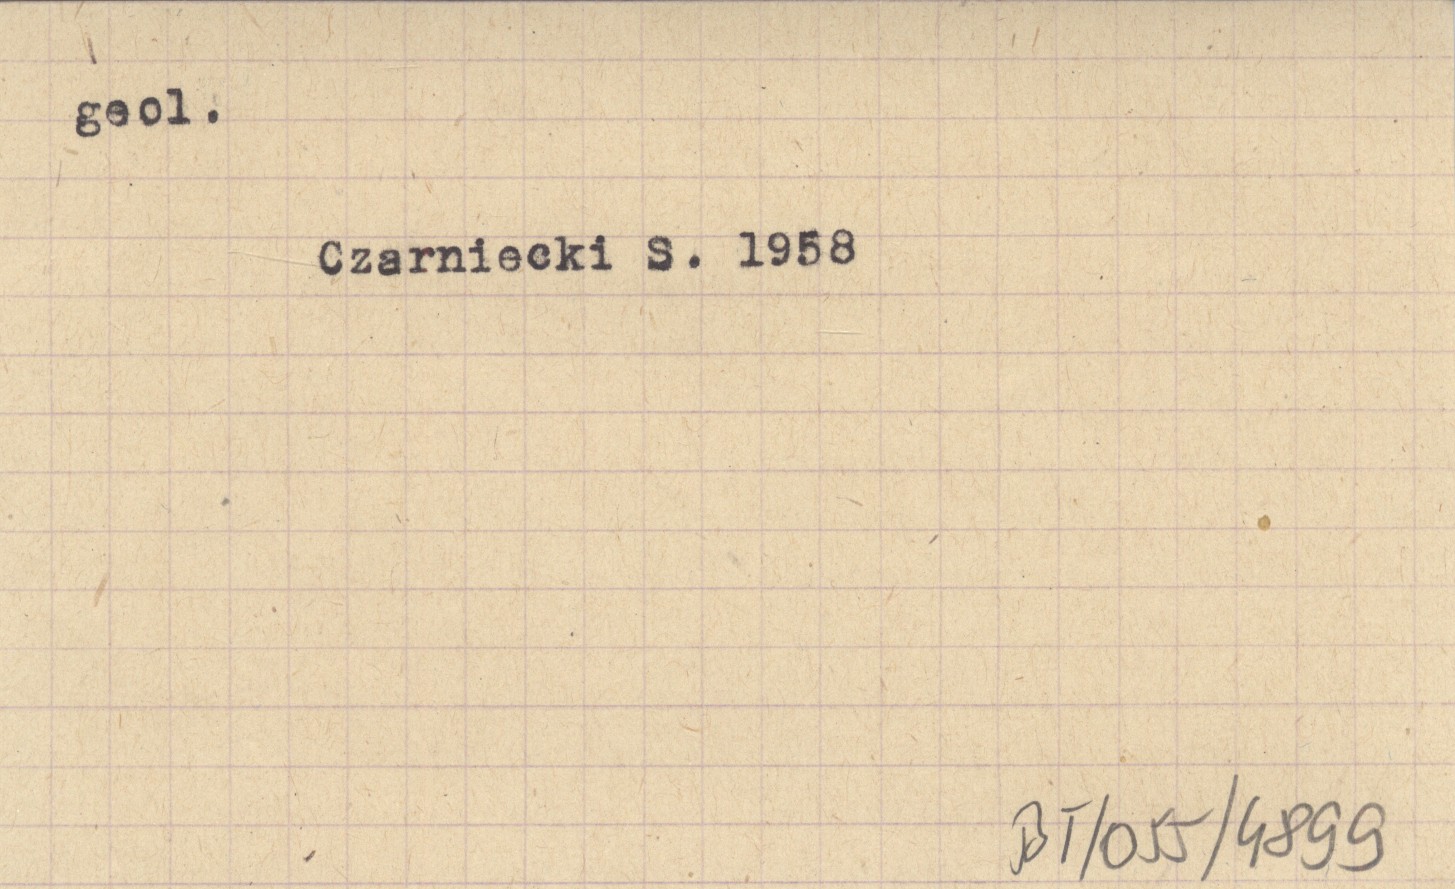 geol.
Czarniecki S. 1958
BT/055/4899